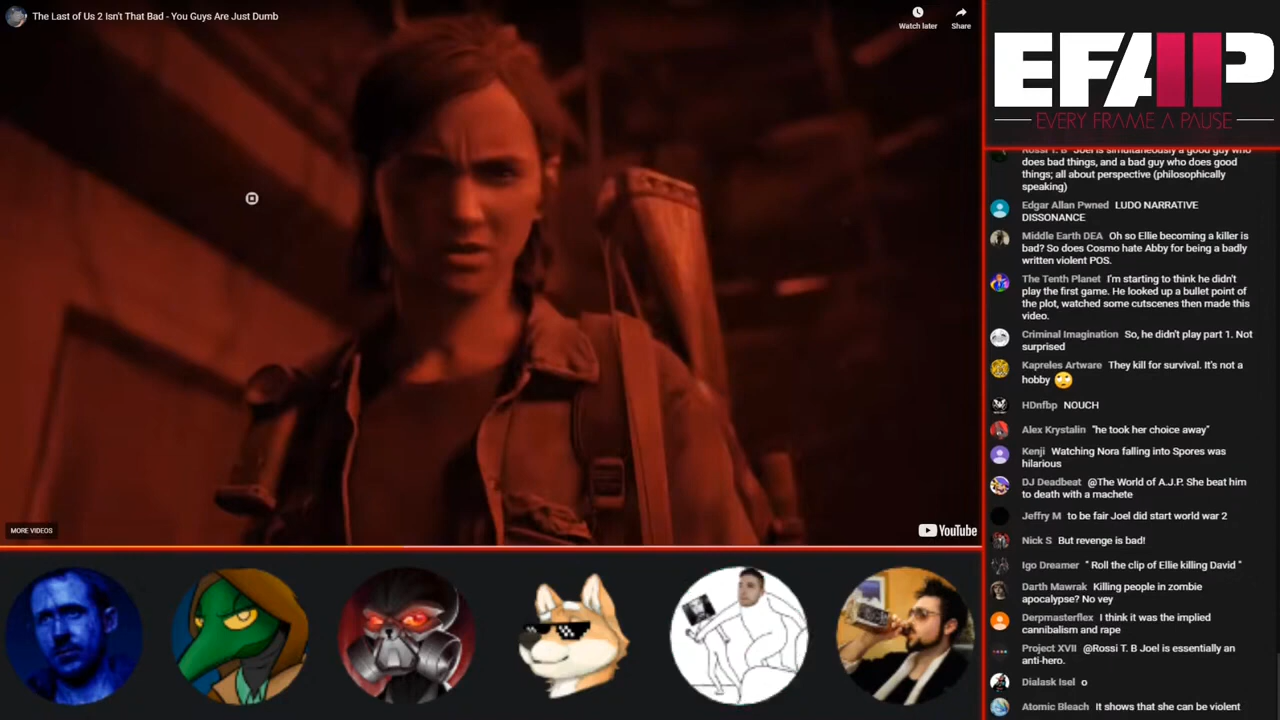 The Last of Us 2 Isn't That Bad - You Guys Are Just Dumb
Watch later
Share
MORE VIDEOS
YouTube
EFAP
EVERY FRAME A PAUSE
Rossi T. B Joel is simultaneously a good guy who
does bad things, and a bad guy who does good
things; all about perspective (philosophically
speaking)
Edgar Allan Pwned LUDO NARRATIVE
DISSONANCE
Middle Earth DEA Oh so Ellie becoming a killer is
bad? So does Cosmo hate Abby for being a badly
written violent POS.
The Tenth Planet I'm starting to think he didn't
play the first game. He looked up a bullet point of
the plot, watched some cutscenes then made this
video.
Criminal Imagination So, he didn't play part 1. Not
surprised
Kapreles Artware They kill for survival. It's not a
hobby
HDnfbp NOUCH
Alex Krystalin "he took her choice away"
Kenji Watching Nora falling into Spores was
hilarious
DJ Deadbeat @The World of A.J.P. She beat him
to death with a machete
Jeffry M to be fair Joel did start world war 2
Nick S But revenge is bad!
Igo Dreamer " Roll the clip of Ellie killing David "
Darth Mawrak Killing people in zombie
apocalypse? No vey
Derpmasterflex I think it was the implied
cannibalism and rape
Project XVII @Rossi T. B Joel is essentially an
anti-hero.
Dialask Isel o
Atomic Bleach It shows that she can be violent